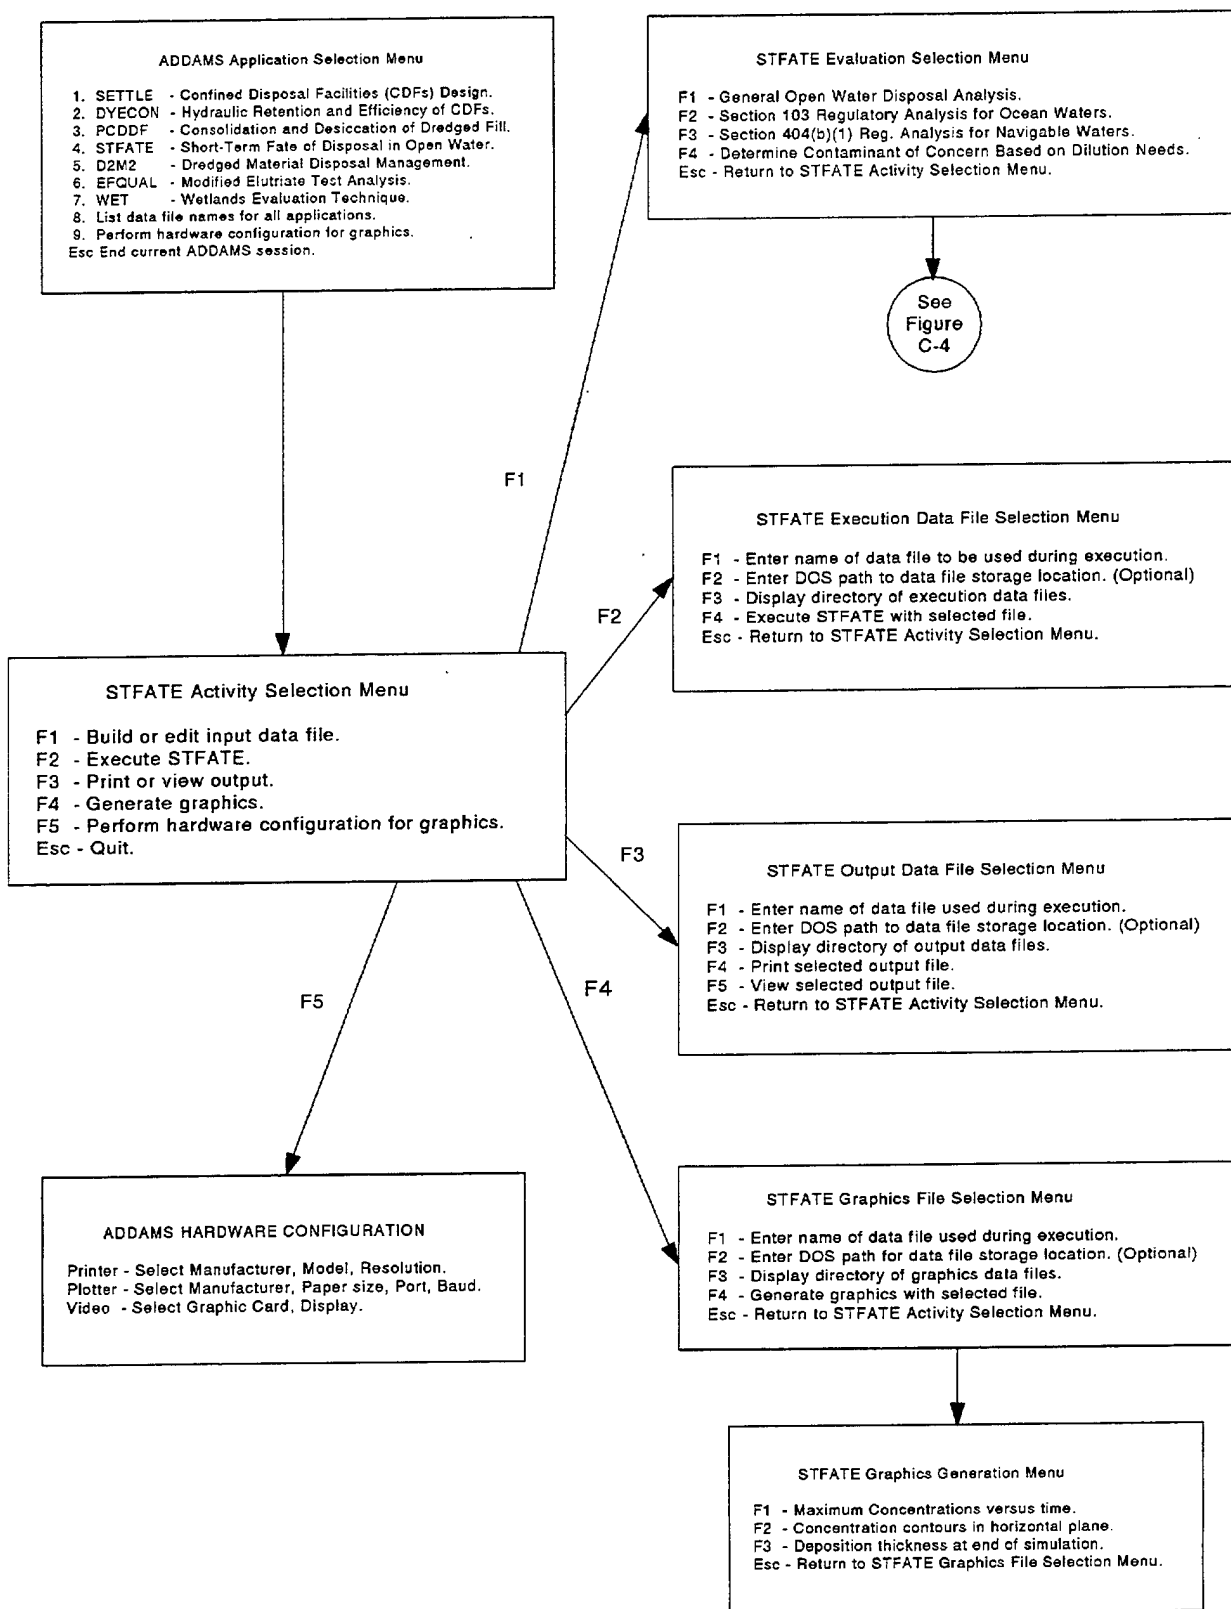 ADDAMS Application Selection Menu
1. SETTLE - Confined Disposal Facilities (CDFs) Design.
2. DYECON - Hydraulic Retention and Efficiency of CDFs.
3. PCDDF - Consolidation and Desiccation of Dredged Fill.
4. STFATE - Short-Term Fate of Disposal in Open Water.
5. D2M2 - Dredged Material Disposal Management.
6. EFQUAL - Modified Elutriate Test Analysis.
7. WET - Wetlands Evaluation Technique.
8. List data file names for all applications.
9. Perform hardware configuration for graphics.
Esc End current ADDAMS session.
STFATE Evaluation Selection Menu
F1 - General Open Water Disposal Analysis.
F2 - Section 103 Regulatory Analysis for Ocean Waters.
F3 - Section 404(b)(1) Reg. Analysis for Navigable Waters.
F4 - Determine Contaminant of Concern Based on Dilution Needs.
Esc - Return to STFATE Activity Selection Menu.
See
Figure
C-4
F1
STFATE Execution Data File Selection Menu
F1 - Enter name of data file to be used during execution.
F2 - Enter DOS path to data file storage location. (Optional)
F3 - Display directory of execution data files.
F4 - Execute STFATE with selected file.
Esc - Return to STFATE Activity Selection Menu.
F2
STFATE Activity Selection Menu
F1 - Build or edit input data file.
F2 - Execute STFATE.
F3 - Print or view output.
F4 - Generate graphics.
F5 - Perform hardware configuration for graphics.
Esc - Quit.
F3
STFATE Output Data File Selection Menu
F1 - Enter name of data file used during execution.
F2 - Enter DOS path to data file storage location. (Optional)
F3 - Display directory of output data files.
F4 - Print selected output file.
F5 - View selected output file.
Esc - Return to STFATE Activity Selection Menu.
F5
F4
ADDAMS HARDWARE CONFIGURATION
Printer - Select Manufacturer, Model, Resolution.
Plotter - Select Manufacturer, Paper size, Port, Baud.
Video - Select Graphic Card, Display.
STFATE Graphics File Selection Menu
F1 - Enter name of data file used during execution.
F2 - Enter DOS path for data file storage location. (Optional)
F3 - Display directory of graphics data files.
F4 - Generate graphics with selected file.
Esc - Return to STFATE Activity Selection Menu.
STFATE Graphics Generation Menu
F1 - Maximum Concentrations versus time.
F2 - Concentration contours in horizontal plane.
F3 - Deposition thickness at end of simulation.
Esc - Return to STFATE Graphics File Selection Menu.